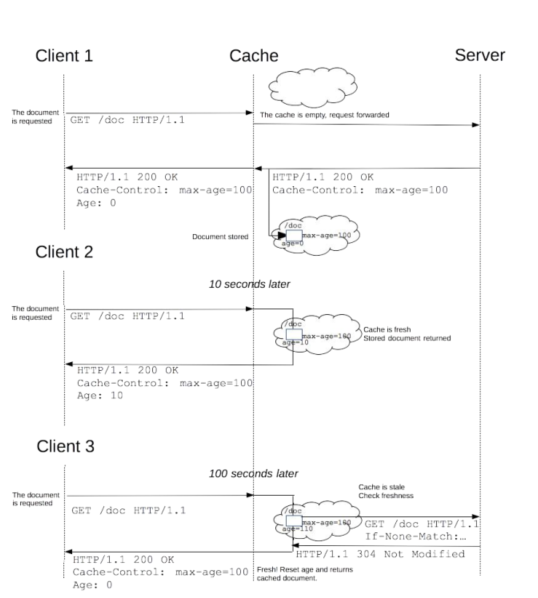 Client 1
Cache
Server
The document
is requested
GET /doc HTTP/1.1
The cache is empty, request forwarded
HTTP/1.1 200 OK
Cache-Control: max-age=100
Age: 0
HTTP/1.1 200 OK
Cache-Control: max-age=100
Document stored
/doc
max-age=100
age=0
Client 2
10 seconds later
The document
is requested
GET /doc HTTP/1.1
/doc
max-age=100
age=10
Cache is fresh
Stored document returned
HTTP/1.1 200 OK
Cache-Control: max-age=100
Age: 10
Client 3
100 seconds later
The document
is requested
GET /doc HTTP/1.1
Cache is stale
Check freshness
/doc
max-age=100
age=110
GET /doc HTTP/1.1
If-None-Match:…
HTTP/1.1 304 Not Modified
HTTP/1.1 200 OK
Cache-Control: max-age=100
Age: 0
Fresh! Reset age and returns
cached document.